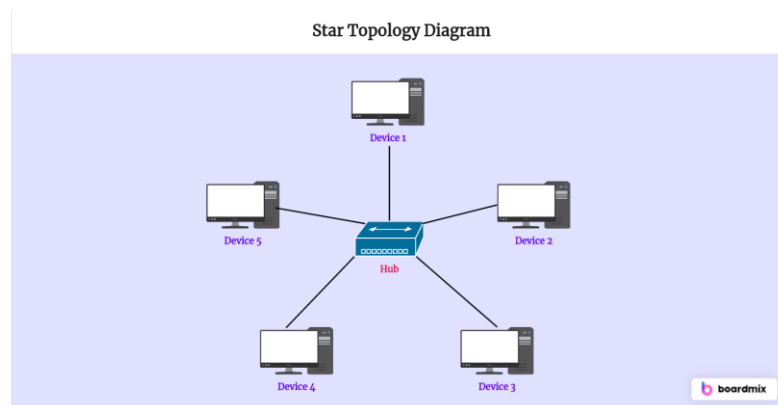 Star Topology Diagram
Device 1
Device 5
Device 2
Hub
Device 4
Device 3
boardmix